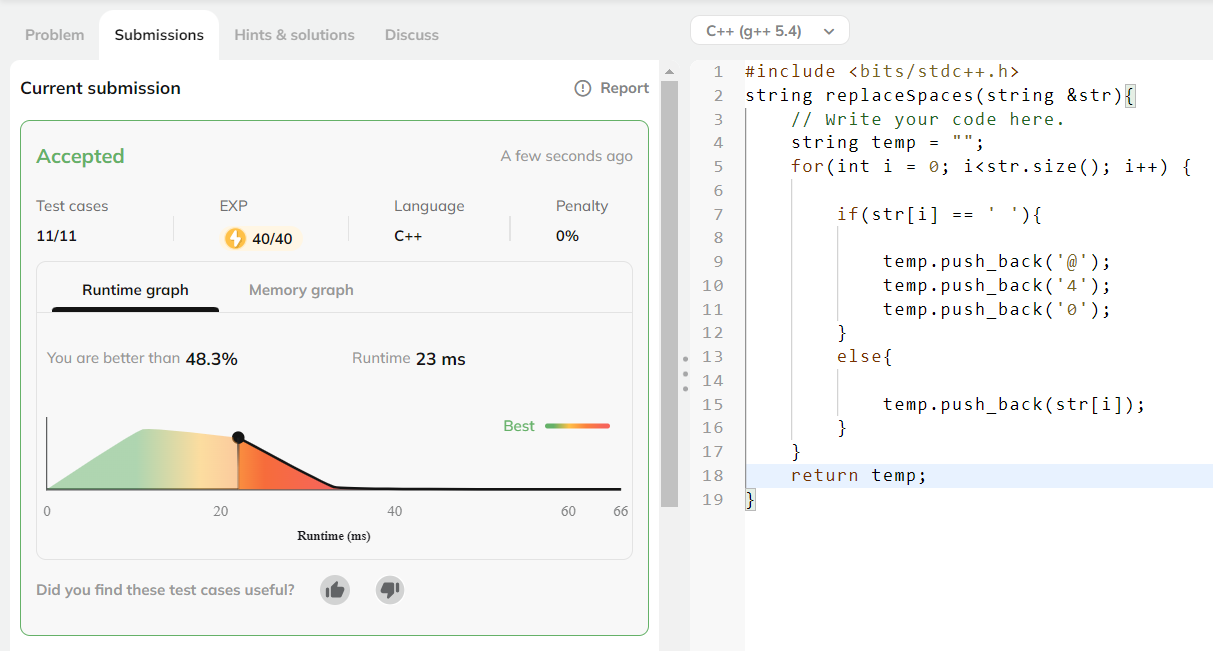 Problem
Submissions
Hints & solutions
Discuss
Current submission
Report
Accepted
A few seconds ago
Test cases
EXP
Language
Penalty
11/11
40/40
C++
0%
Runtime graph
Memory graph
You are better than 48.3%
Runtime 23 ms
Best
0
20
40
60
66
Runtime (ms)
Did you find these test cases useful?
C++ (g++ 5.4)
1 #include <bits/stdc++.h>
2 string replaceSpaces(string &str){
3     // Write your code here.
4     string temp = "";
5     for(int i = 0; i<str.size(); i++) {
6
7         if(str[i] == ' '){
8
9             temp.push_back('@');
10             temp.push_back('4');
11             temp.push_back('0');
12         }
13         else{
14
15             temp.push_back(str[i]);
16         }
17     }
18     return temp;
19 }